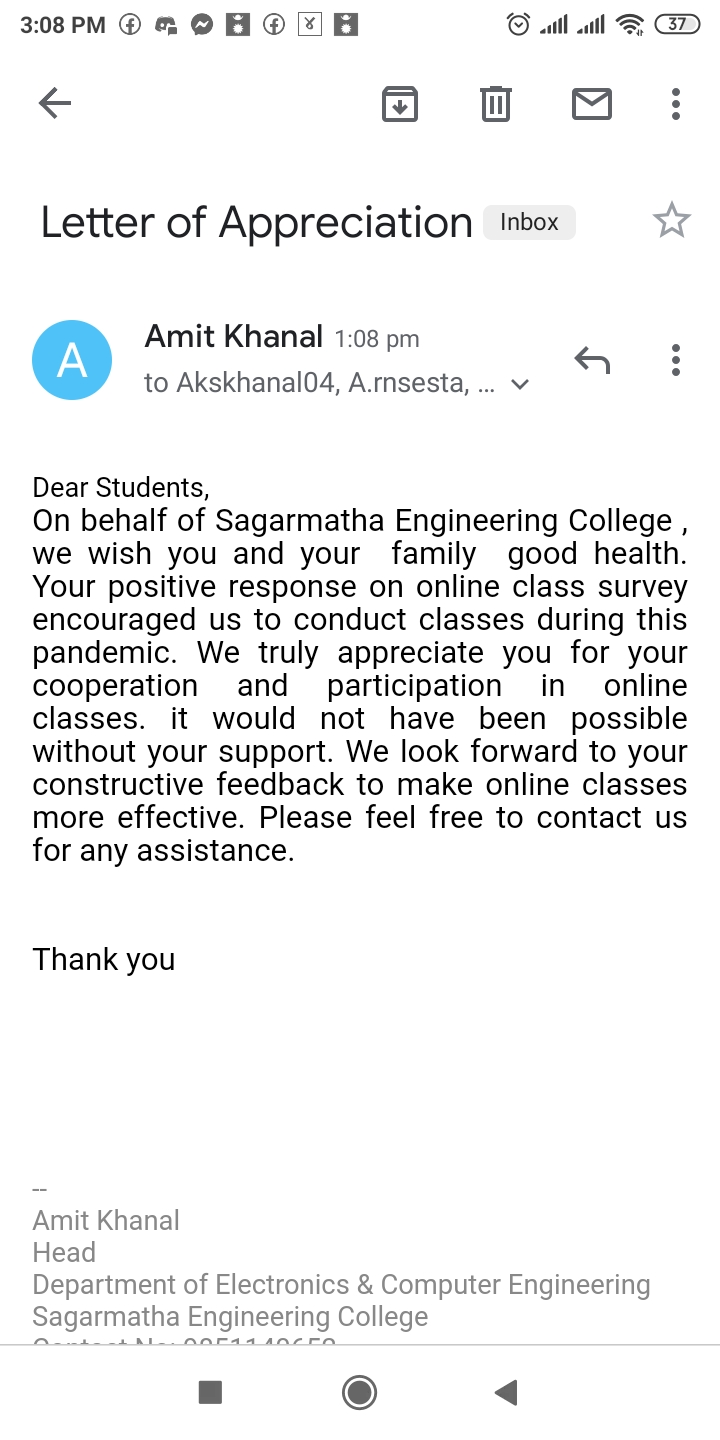 3:08 PM 37
Letter of Appreciation Inbox
A
Amit Khanal 1:08 pm
to Akskhanal04, A.rnsesta, ...
Dear Students,
On behalf of Sagarmatha Engineering College ,
we wish you and your family good health.
Your positive response on online class survey
encouraged us to conduct classes during this
pandemic. We truly appreciate you for your
cooperation and participation in online
classes. it would not have been possible
without your support. We look forward to your
constructive feedback to make online classes
more effective. Please feel free to contact us
for any assistance.
Thank you
--
Amit Khanal
Head
Department of Electronics & Computer Engineering
Sagarmatha Engineering College
Contact No: